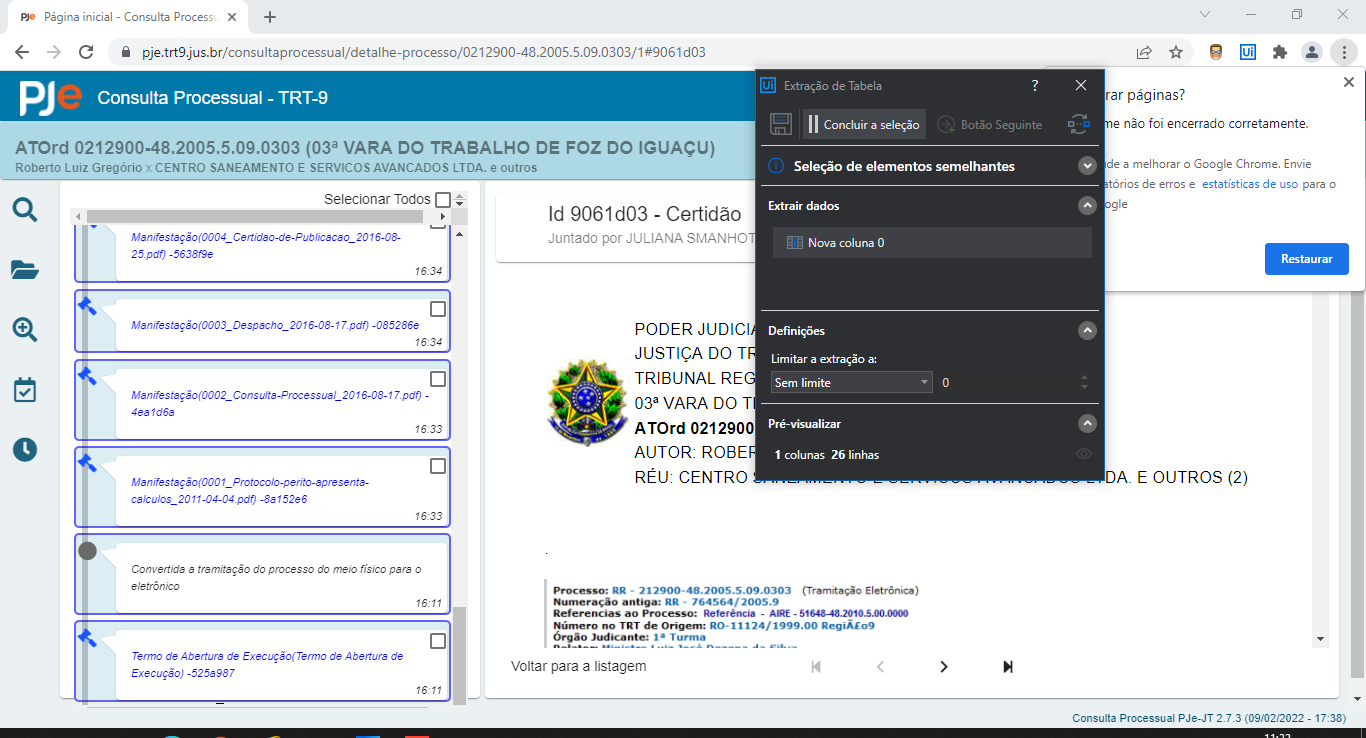 PJe Página inicial - Consulta Processu
pje.trt9.jus.br/consultaprocessual/detalhe-processo/0212900-48.2005.5.09.0303/1#9061d03
PJe Consulta Processual - TRT-9
ATOrd 0212900-48.2005.5.09.0303 (03ª VARA DO TRABALHO DE FOZ DO IGUAÇU)
Roberto Luiz Gregório x CENTRO SANEAMENTO E SERVICOS AVANCADOS LTDA. e outros
Selecionar Todos
Manifestação(0004_Certidao-de-Publicacao_2016-08-
25.pdf) -5638f9e
16:34
Manifestação(0003_Despacho_2016-08-17.pdf) -085286e
16:34
Manifestação(0002_Consulta-Processual_2016-08-17.pdf) -
4ea1d6a
16:33
Manifestação(0001_Protocolo-perito-apresenta-
calculos_2011-04-04.pdf) -8a152e6
16:33
Convertida a tramitação do processo do meio físico para o
eletrônico
16:11
Termo de Abertura de Execução(Termo de Abertura de
Execução) -525a987
16:11
Id 9061d03 - Certidão
Juntado por JULIANA SMANHOT
PODER JUDICIA
JUSTIÇA DO TR
TRIBUNAL REG
03ª VARA DO T
ATOrd 0212900
AUTOR: ROBER
RÉU: CENTRO SANEAMENTO E SERVICOS AVANCADOS LTDA. E OUTROS (2)
.
Processo: RR - 212900-48.2005.5.09.0303 (Tramitação Eletrônica)
Numeração antiga: RR - 764564/2005.9
Referencias ao Processo: Referência - AIRE - 51648-48.2010.5.00.0000
Número no TRT de Origem: RO-11124/1999.00 RegiÃ£o9
Órgão Judicante: 1ª Turma
Relator: Ministro Luiz José Dezena da Silva
Voltar para a listagem
Ui Extração de Tabela ?
Concluir a seleção Botão Seguinte
Seleção de elementos semelhantes
Extrair dados
Nova coluna 0
Definições
Limitar a extração a:
Sem limite 0
Pré-visualizar
1 colunas 26 linhas
rar páginas?
me não foi encerrado corretamente.
de a melhorar o Google Chrome. Envie
atórios de erros e estatísticas de uso para o
ogle
Restaurar
Consulta Processual PJe-JT 2.7.3 (09/02/2022 - 17:38)